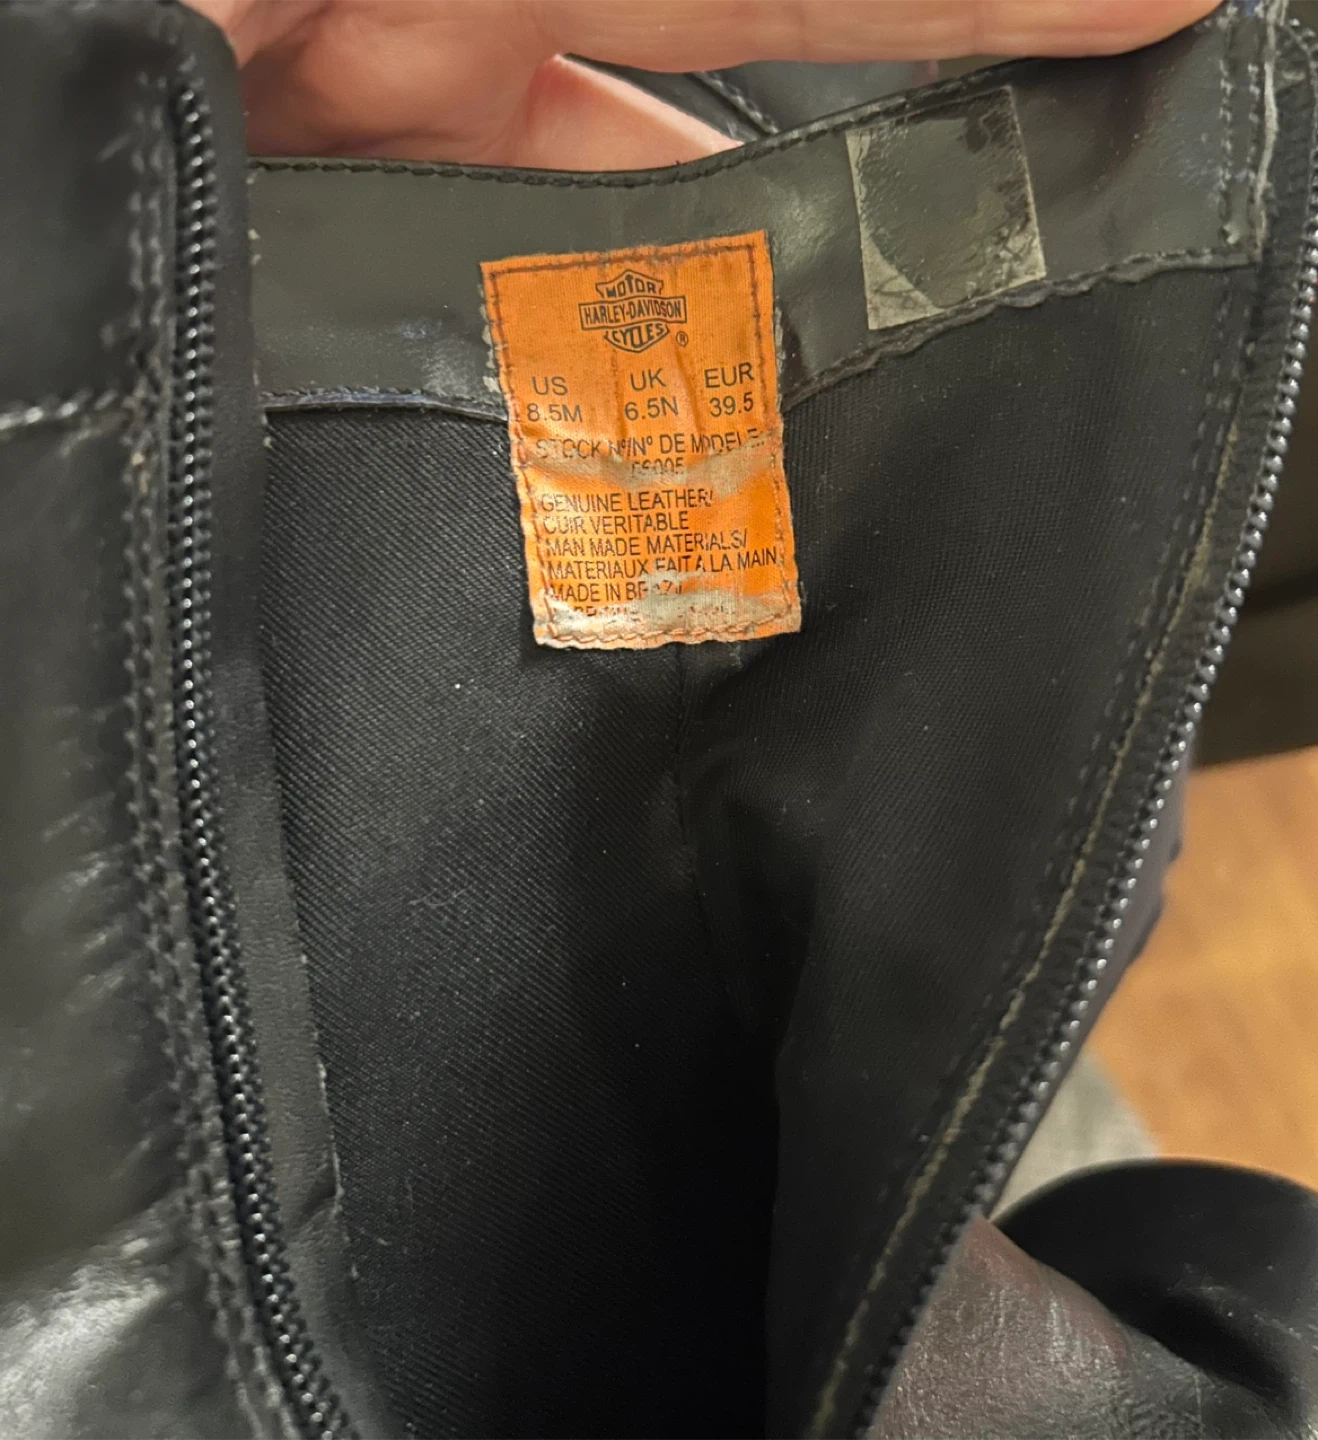 MOTOR
HARLEY-DAVIDSON
CYCLES ®
US UK EUR
8.5M 6.5N 39.5
STOCK Nº/Nº DE MODELE
GENUINE LEATHER/
CUIR VERITABLE
MAN MADE MATERIALS/
MATERIAUX FAIT A LA MAIN
MADE IN BRAZIL